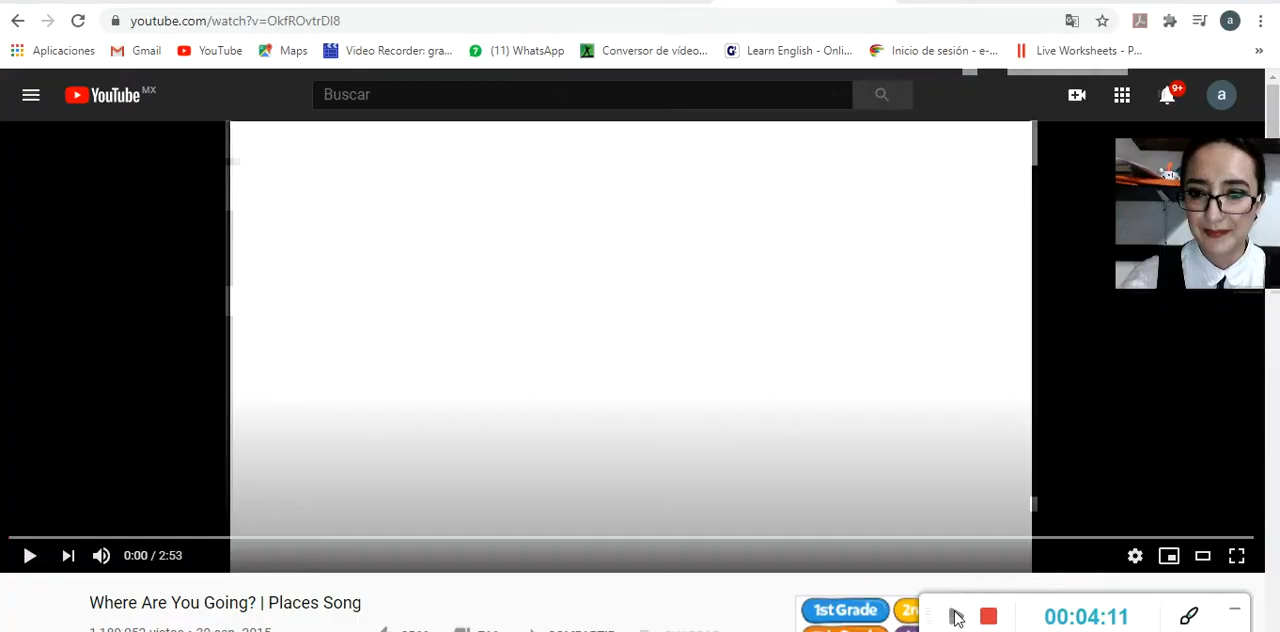 youtube.com/watch?v=OkfROvtrDI8
Aplicaciones Gmail YouTube Maps Video Recorder: gra... (11) WhatsApp Conversor de vídeo... Learn English - Onli... Inicio de sesión - e-... Live Worksheets - P... »
YouTube MX Buscar 9+ a
0:00 / 2:53
Where Are You Going? | Places Song
1st Grade
00:04:11